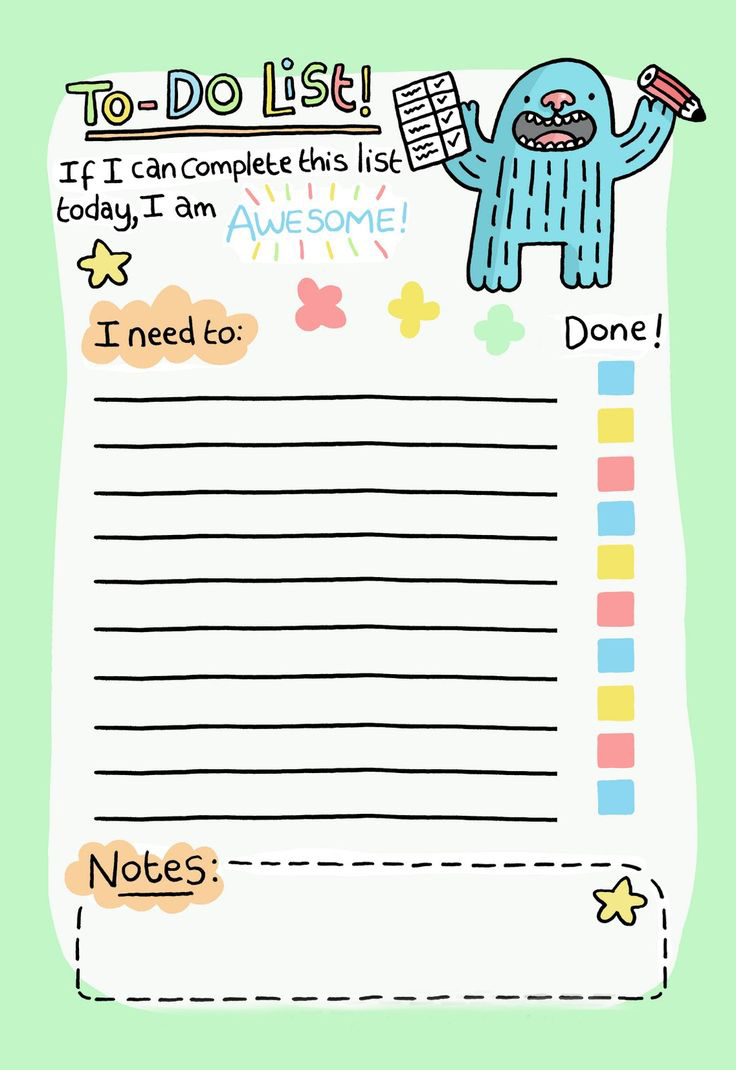 To-Do List!
If I can complete this list
today, I am AWESOME!
I need to:
Done!
Notes: